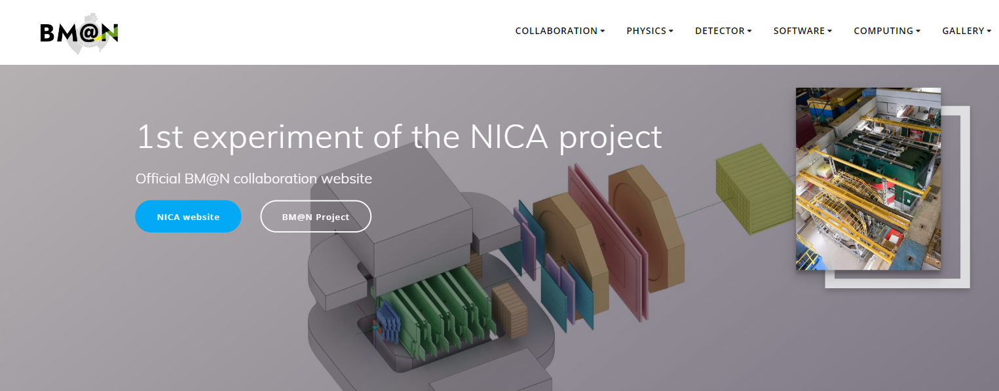 BM@N
COLLABORATION PHYSICS DETECTOR SOFTWARE COMPUTING GALLERY
1st experiment of the NICA project
Official BM@N collaboration website
NICA website BM@N Project